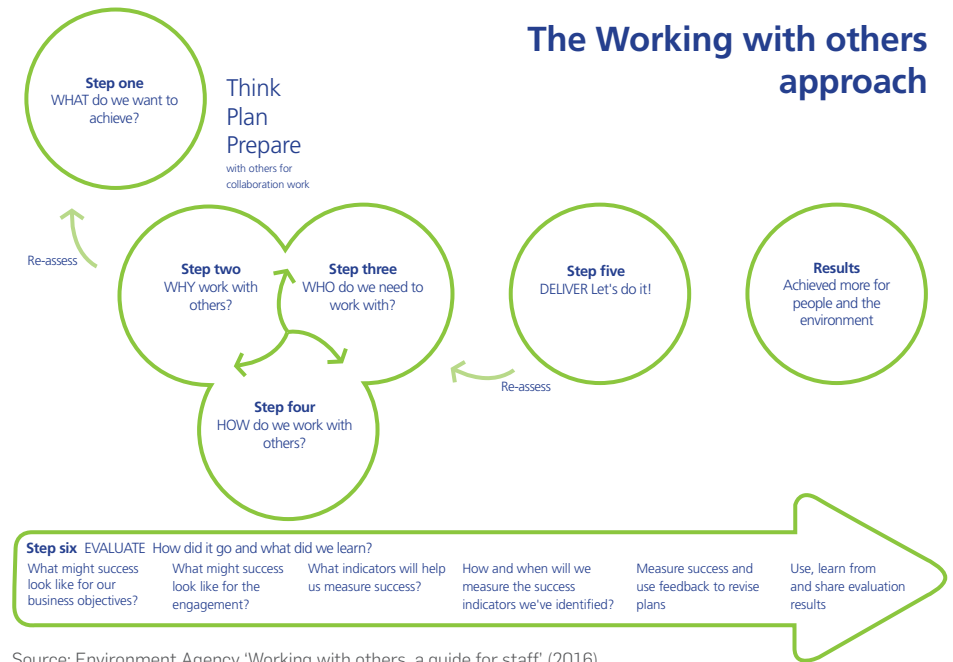 The Working with others
approach
Step one
WHAT do we want to
achieve?
Think
Plan
Prepare
with others for
collaboration work
Re-assess
Step two
WHY work with
others?
Step three
WHO do we need to
work with?
Step four
HOW do we work with
others?
Step five
DELIVER Let's do it!
Re-assess
Results
Achieved more for
people and the
environment
Step six EVALUATE How did it go and what did we learn?
What might success
look like for our
business objectives?
What might success
look like for the
engagement?
What indicators will help
us measure success?
How and when will we
measure the success
indicators we've identified?
Measure success and
use feedback to revise
plans
Use, learn from
and share evaluation
results
Source: Environment Agency 'Working with others, a guide for staff' (2016)